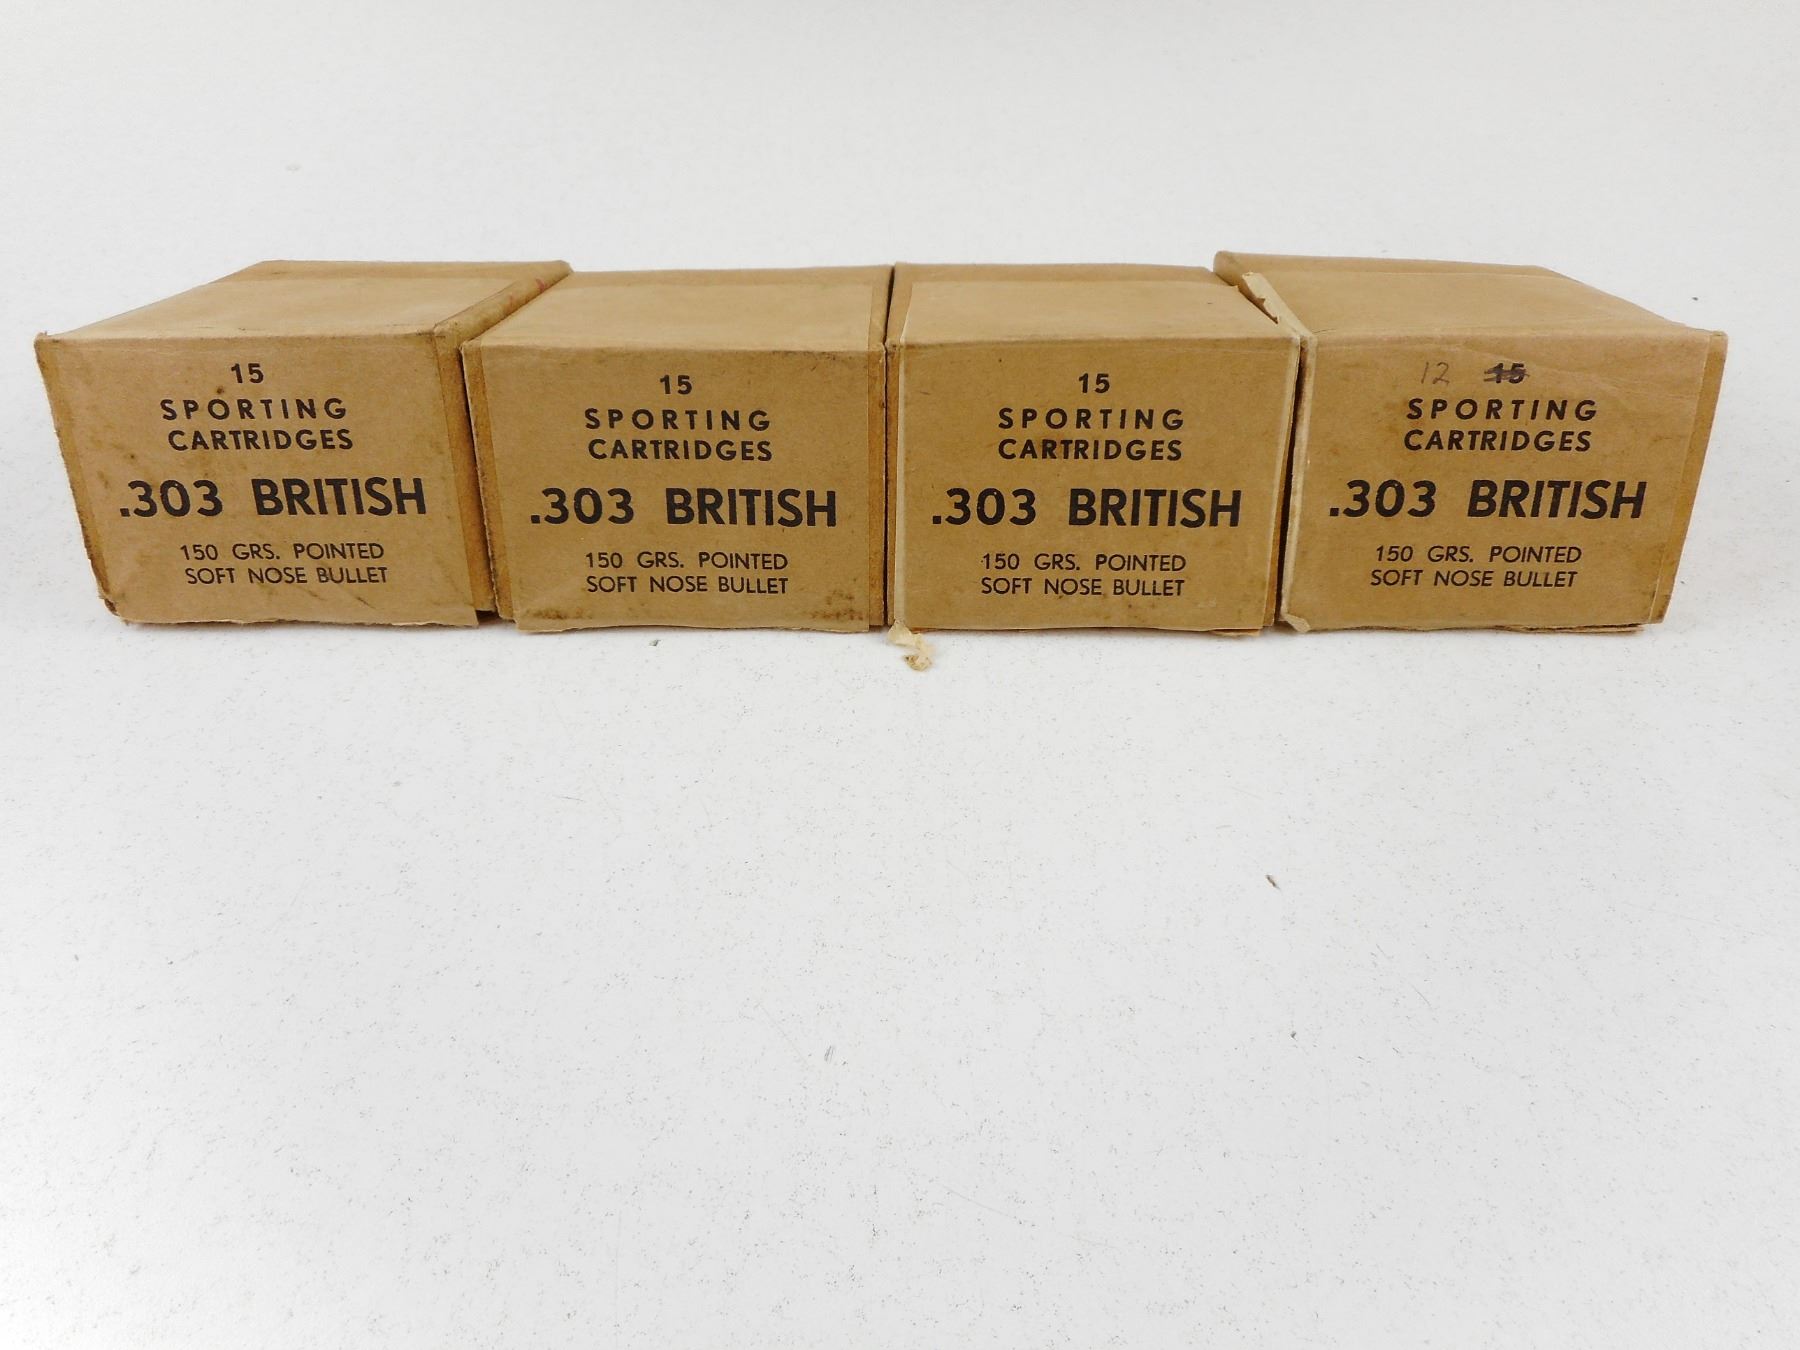 15
SPORTING
CARTRIDGES
.303 BRITISH
150 GRS. POINTED
SOFT NOSE BULLET
15
SPORTING
CARTRIDGES
.303 BRITISH
150 GRS. POINTED
SOFT NOSE BULLET
15
SPORTING
CARTRIDGES
.303 BRITISH
150 GRS. POINTED
SOFT NOSE BULLET
12 15
SPORTING
CARTRIDGES
.303 BRITISH
150 GRS. POINTED
SOFT NOSE BULLET